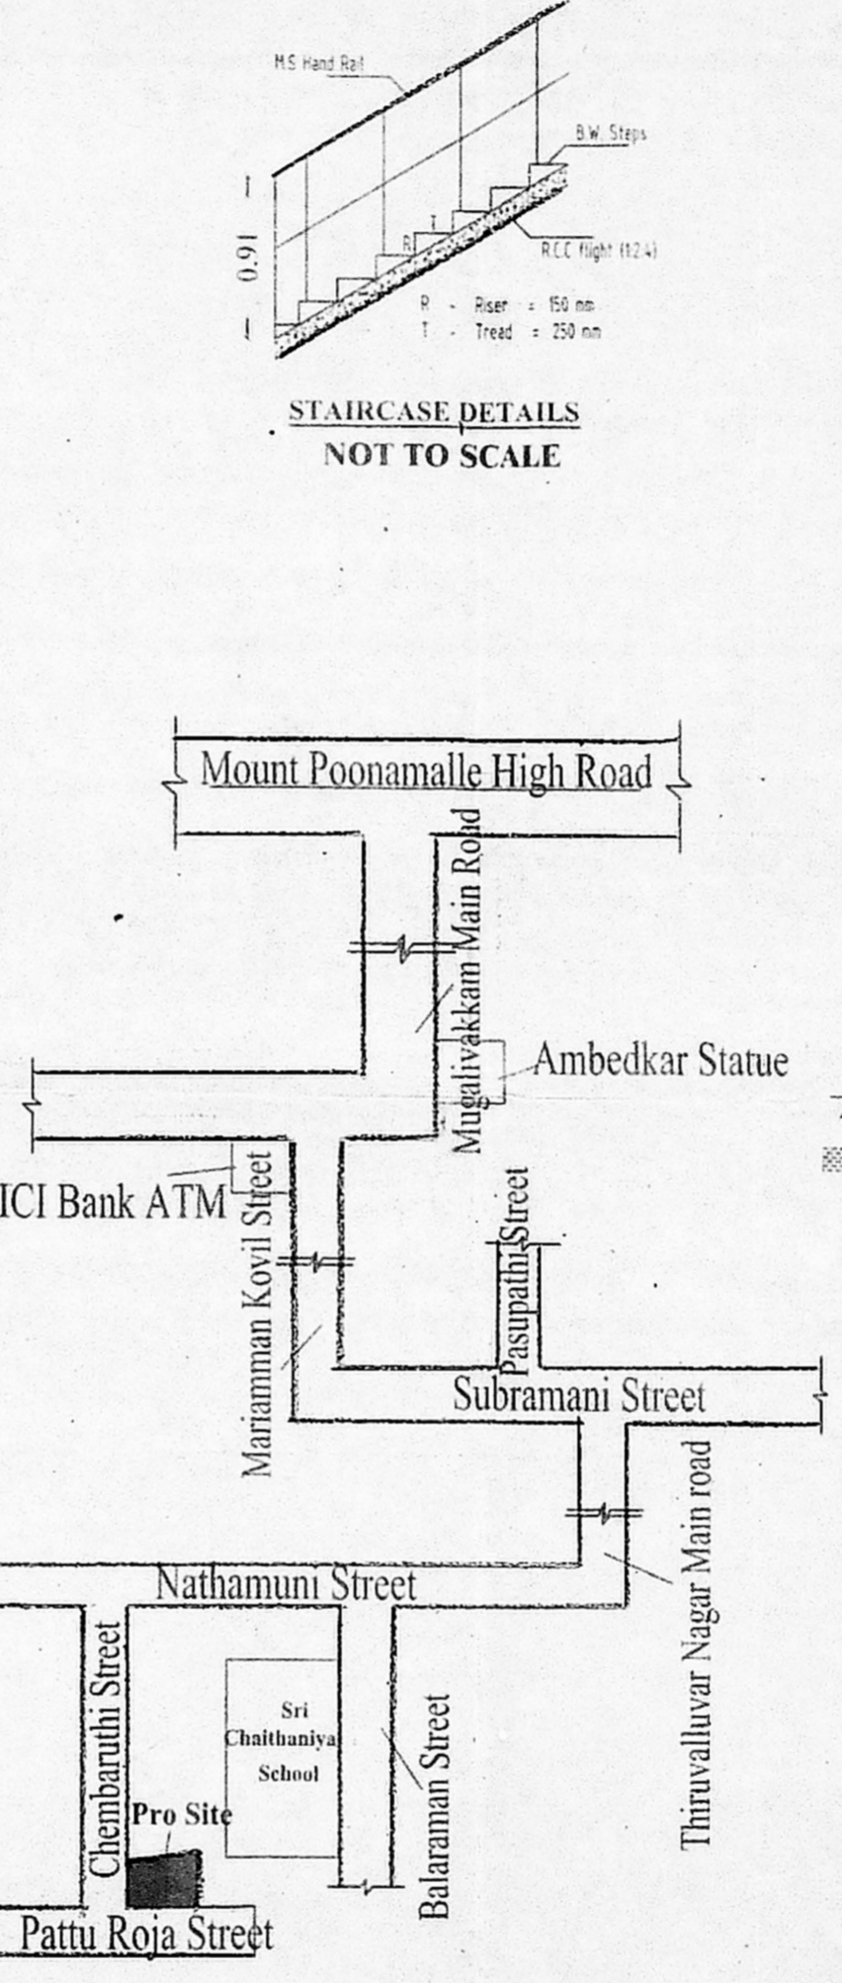 M.S Hand Rail
B.W. Steps
0.91
T
R
R.C.C flight (1:2:4)
R - Riser = 150 mm
T - Tread = 250 mm
STAIRCASE DETAILS
NOT TO SCALE
Mount Poonamalle High Road
Mugalivakkam Main Road
Ambedkar Statue
ICI Bank ATM
Mariamman Kovil Street
Pasupathi Street
Subramani Street
Thiruvalluvar Nagar Main road
Nathamuni Street
Chembaruthi Street
Sri
Chaithaniya
School
Balaraman Street
Pro Site
Pattu Roja Street